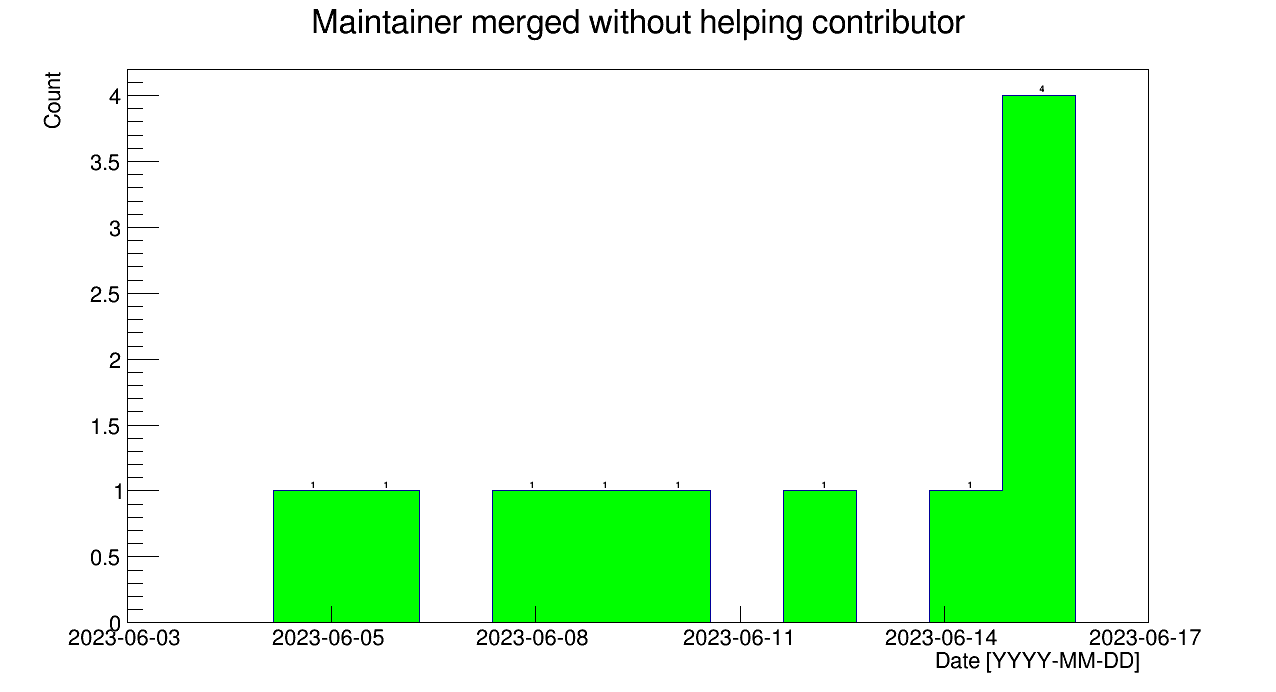 Maintainer merged without helping contributor
Count
4
3.5
3
2.5
2
1.5
1
0.5
0
1 1 1 1 1 1 1 4
2023-06-03 2023-06-05 2023-06-08 2023-06-11 2023-06-14 2023-06-17
Date [YYYY-MM-DD]